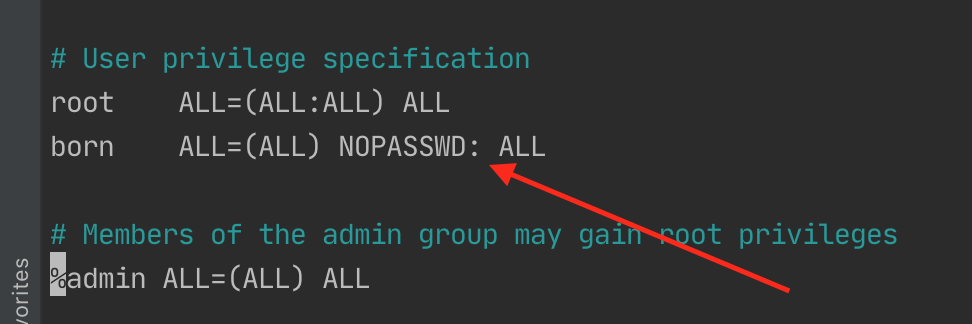 # User privilege specification
root    ALL=(ALL:ALL) ALL
born    ALL=(ALL) NOPASSWD: ALL
# Members of the admin group may gain root privileges
%admin ALL=(ALL) ALL
vorites